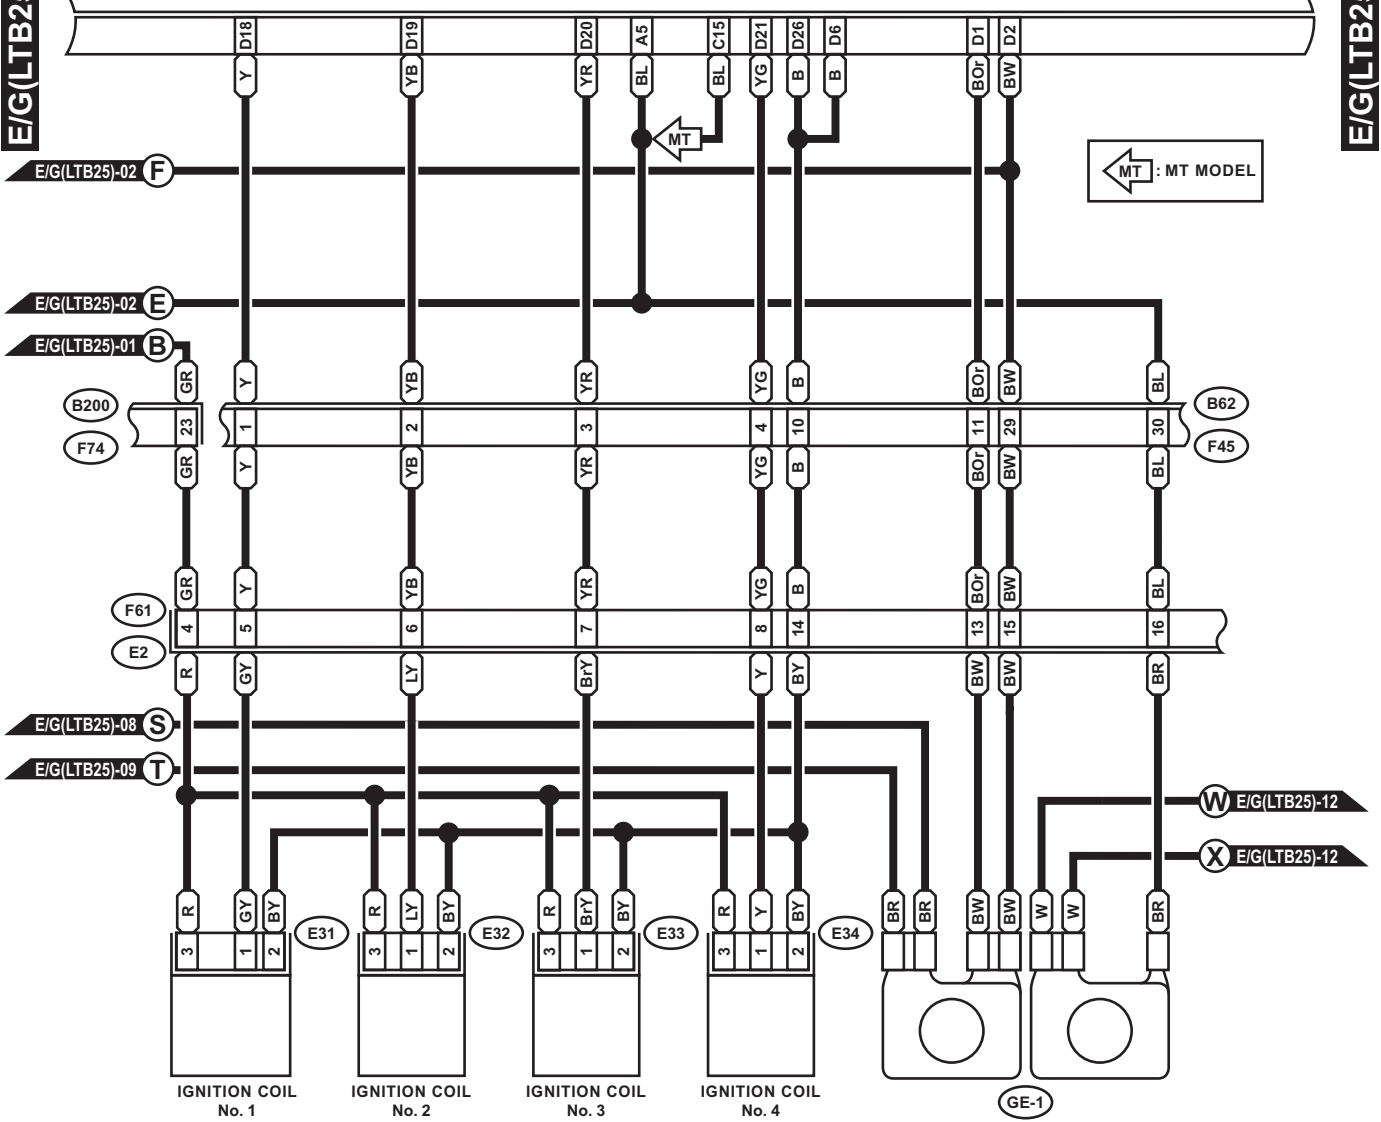 E/G(LTB25
E/G(LTB25
D18 D19 D20 A5 C15 D21 D26 D6 D1 D2
Y YB YR BL BL YG B B BOr BW
MT
MT : MT MODEL
E/G(LTB25)-02 F
E/G(LTB25)-02 E
E/G(LTB25)-01 B
GR Y YB YR YG B BOr BW BL
B200 B62
23 1 2 3 4 10 11 29 30
F74 F45
GR Y YB YR YG B BOr BW BL
GR Y YB YR YG B BOr BW BL
F61
4 5 6 7 8 14 13 15 16
E2
R GY LY BrY Y BY BW BW BR
E/G(LTB25)-08 S
E/G(LTB25)-09 T
W E/G(LTB25)-12
X E/G(LTB25)-12
R GY BY R LY BY R BrY BY R Y BY BR BR BW BW W W BR
E31 E32 E33 E34
3 1 2 3 1 2 3 1 2 3 1 2
IGNITION COIL IGNITION COIL IGNITION COIL IGNITION COIL
No. 1 No. 2 No. 3 No. 4
GE-1